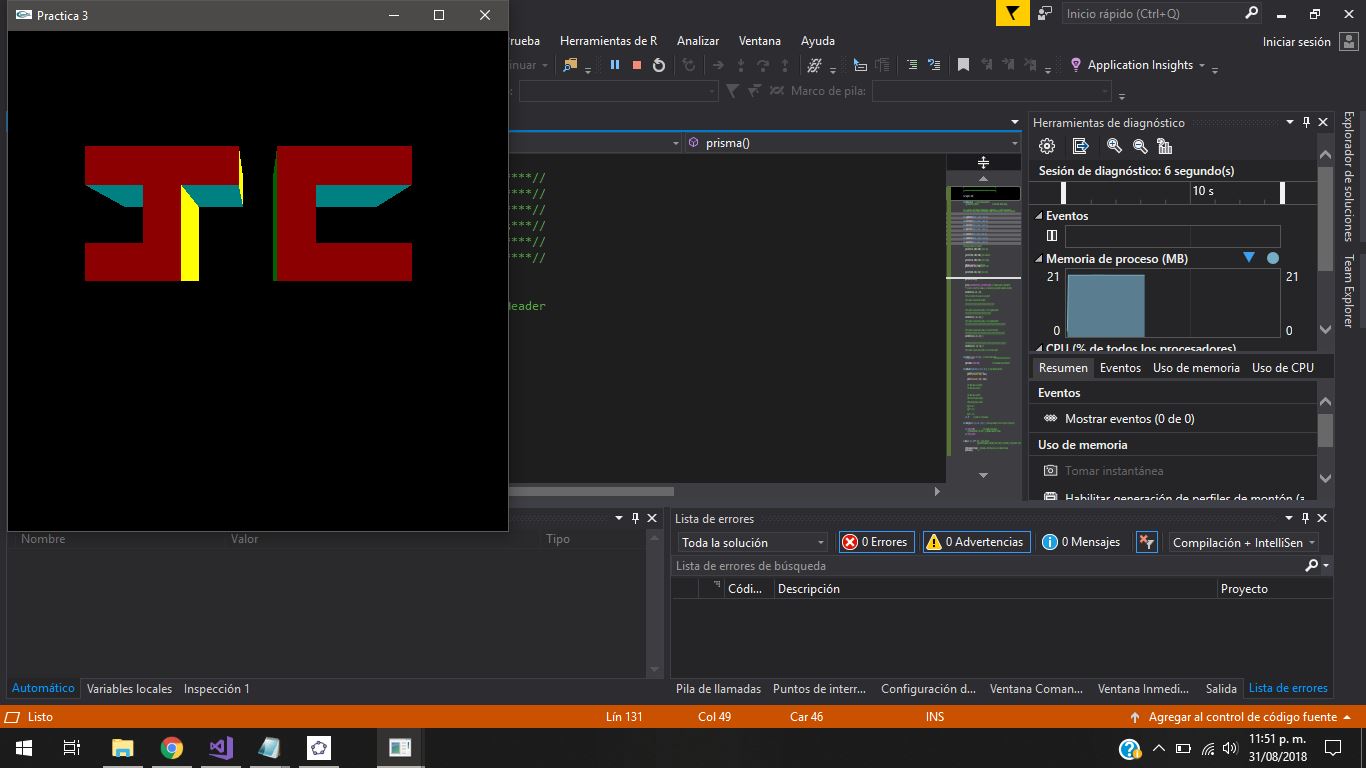 Practica 3
Inicio rápido (Ctrl+Q)
rueba Herramientas de R Analizar Ventana Ayuda
Iniciar sesión
nuar
Application Insights
Marco de pila:
Herramientas de diagnóstico
prisma()
Sesión de diagnóstico: 6 segundo(s)
10 s
****//
****//
****//
.***//
****//
****//
Header
Eventos
Memoria de proceso (MB)
21 21
0 0
CPU (% de todos los procesadores)
Resumen Eventos Uso de memoria Uso de CPU
Eventos
Mostrar eventos (0 de 0)
Uso de memoria
Tomar instantánea
Habilitar generación de perfiles de montón (a
Explorador de soluciones
Team Explorer
Nombre Valor Tipo
Lista de errores
Toda la solución 0 Errores 0 Advertencias 0 Mensajes Compilación + IntelliSen
Lista de errores de búsqueda
Códi... Descripción Proyecto
Automático Variables locales Inspección 1
Pila de llamadas Puntos de interr... Configuración d... Ventana Coman... Ventana Inmedi... Salida Lista de errores
Listo Lín 131 Col 49 Car 46 INS Agregar al control de código fuente
11:51 p. m.
31/08/2018